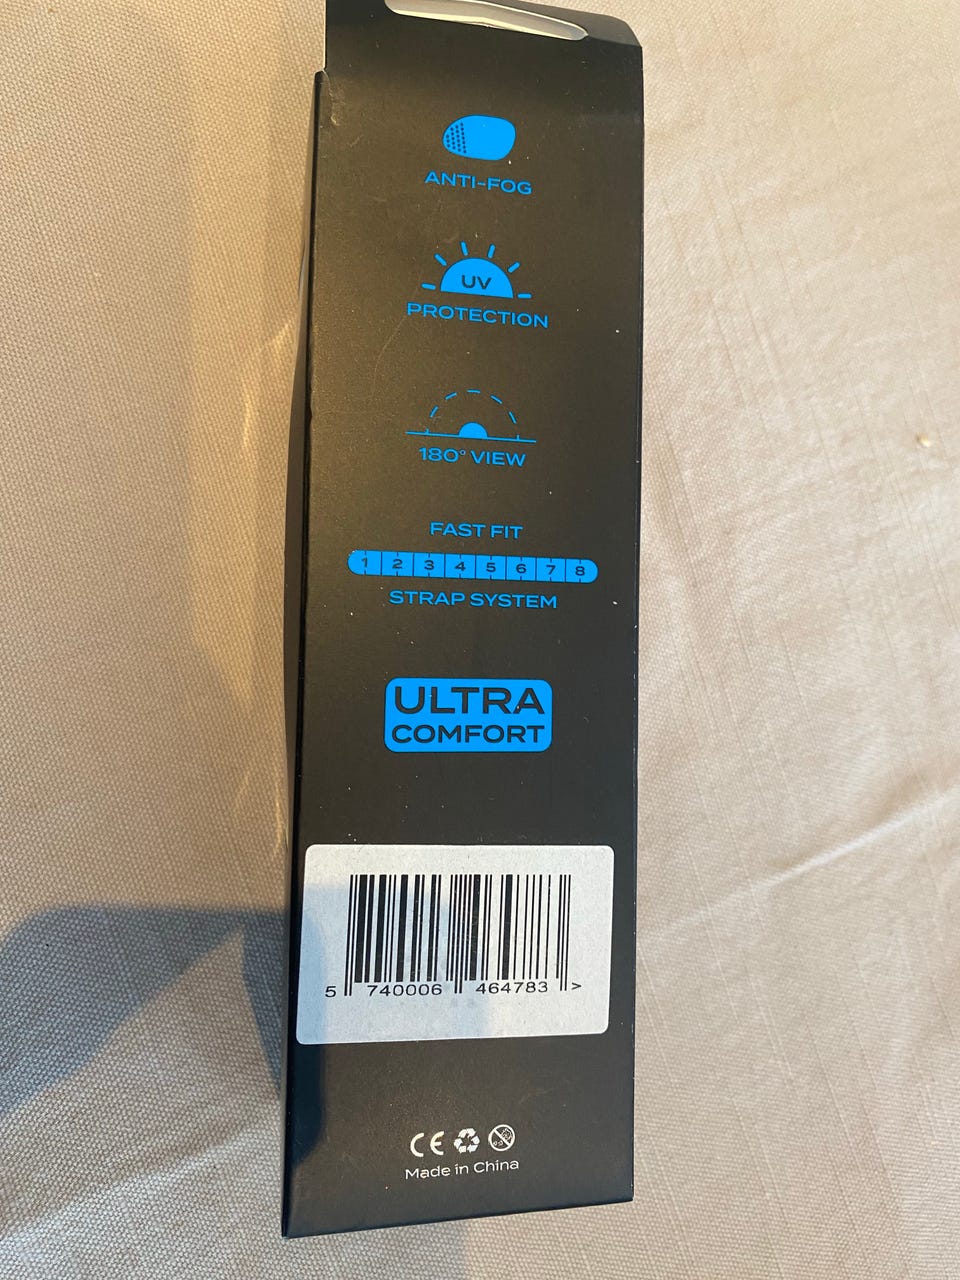 ANTI-FOG
UV
PROTECTION
180° VIEW
FAST FIT
1 2 3 4 5 6 7 8
STRAP SYSTEM
ULTRA
COMFORT
5 740006 464783 >
CE
Made in China